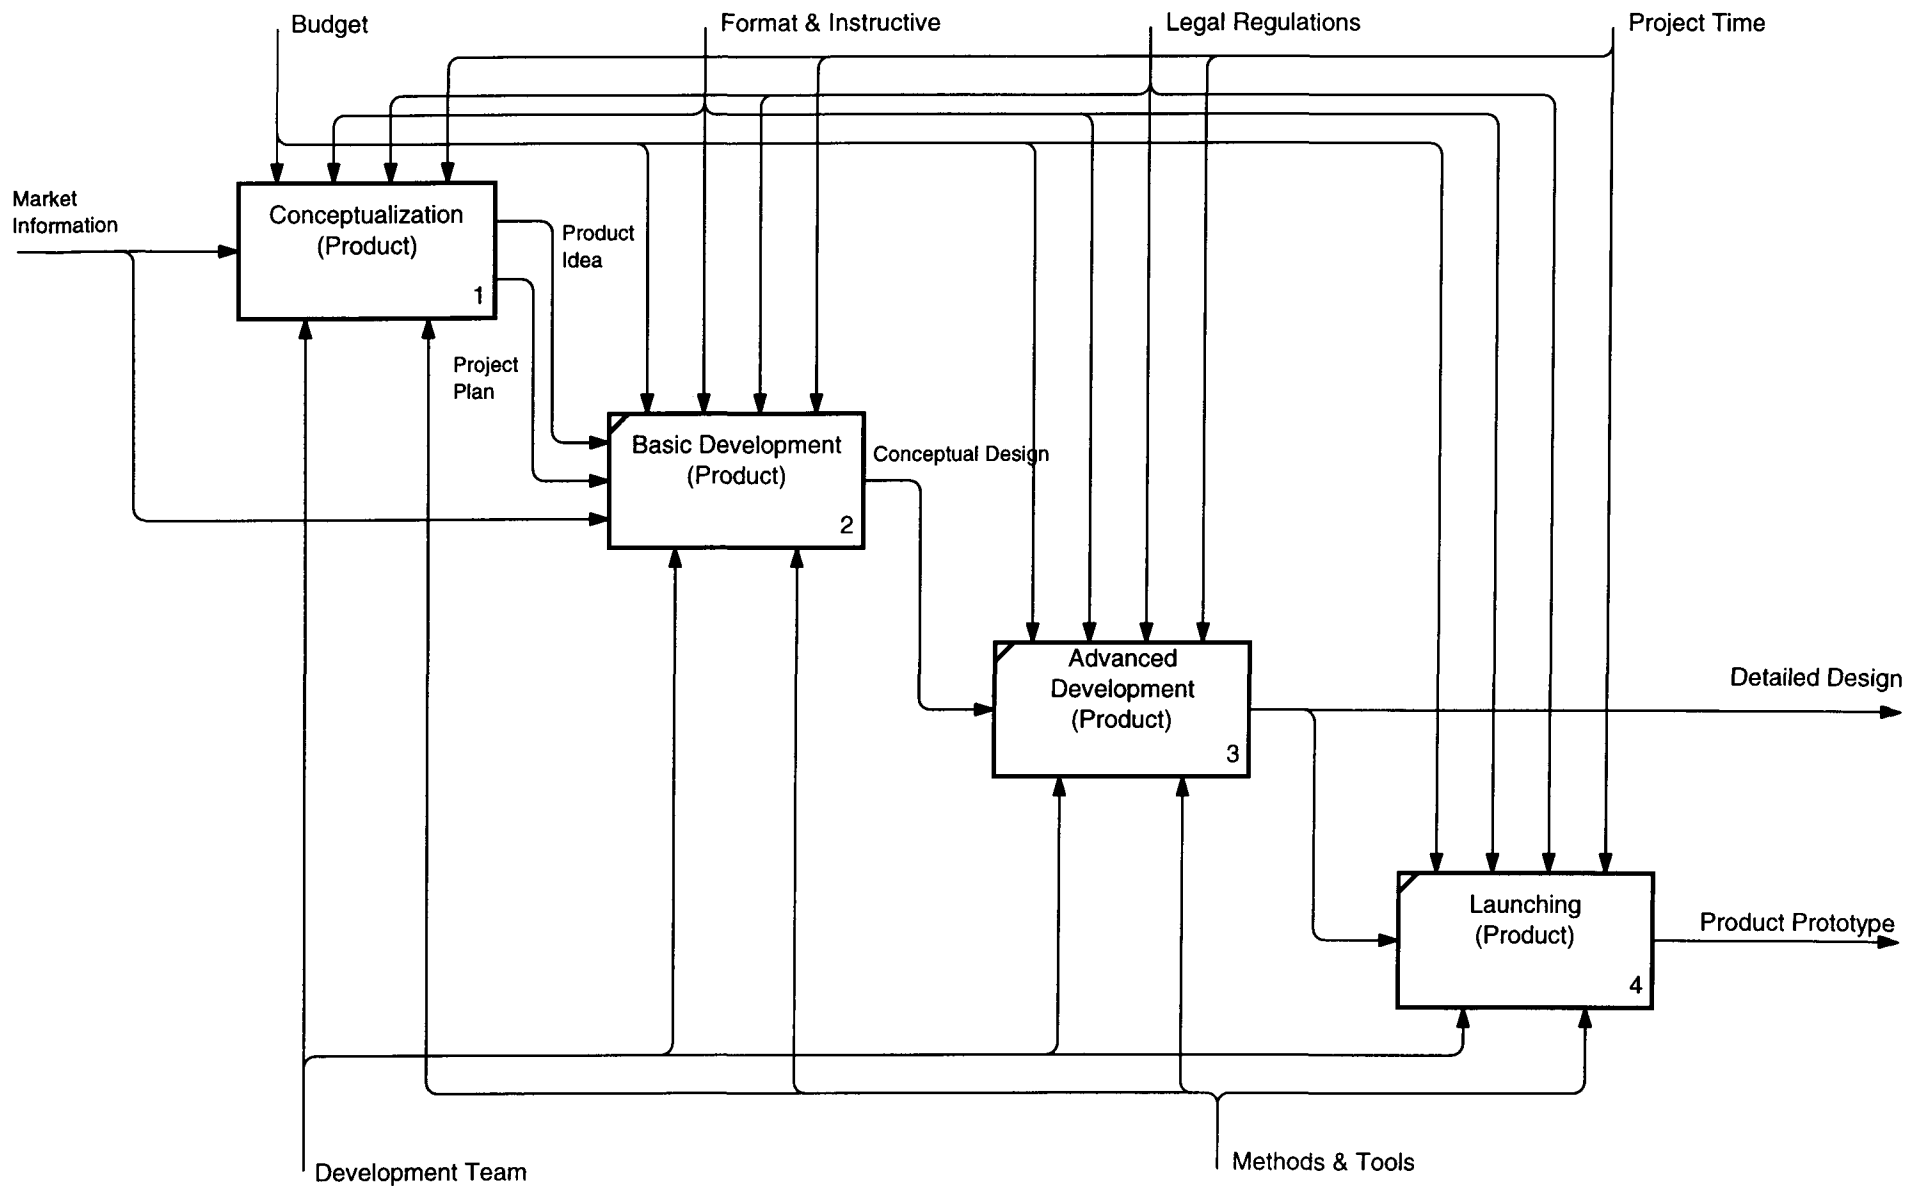 Budget
Format & Instructive
Legal Regulations
Project Time
Market
Information
Conceptualization
(Product)
1
Product
Idea
Project
Plan
Basic Development
(Product)
2
Conceptual Design
Advanced
Development
(Product)
3
Detailed Design
Launching
(Product)
4
Product Prototype
Development Team
Methods & Tools